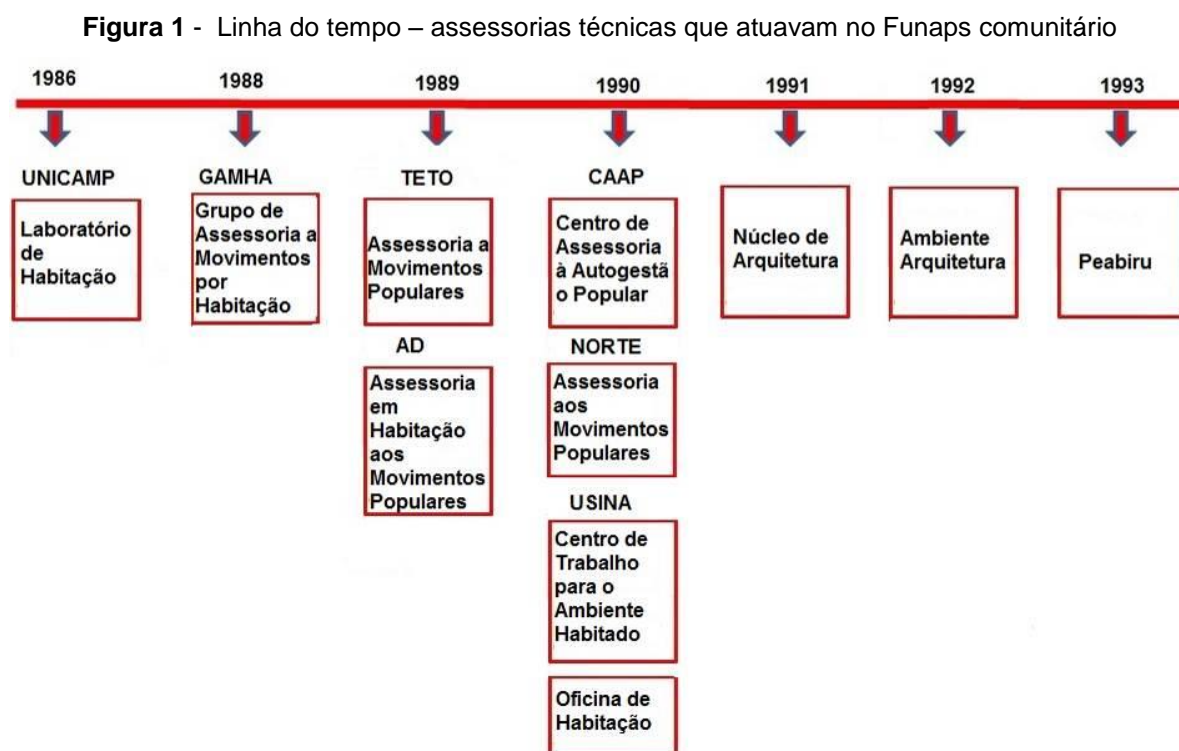 Figura 1 - Linha do tempo – assessorias técnicas que atuavam no Funaps comunitário
1986
1988
1989
1990
1991
1992
1993
UNICAMP
Laboratório
de
Habitação
GAMHA
Grupo de
Assessoria a
Movimentos
por
Habitação
TETO
Assessoria a
Movimentos
Populares
AD
Assessoria
em
Habitação
aos
Movimentos
Populares
CAAP
Centro de
Assessoria
à Autogestã
o Popular
NORTE
Assessoria
aos
Movimentos
Populares
USINA
Centro de
Trabalho
para o
Ambiente
Habitado
Oficina de
Habitação
Núcleo de
Arquitetura
Ambiente
Arquitetura
Peabiru